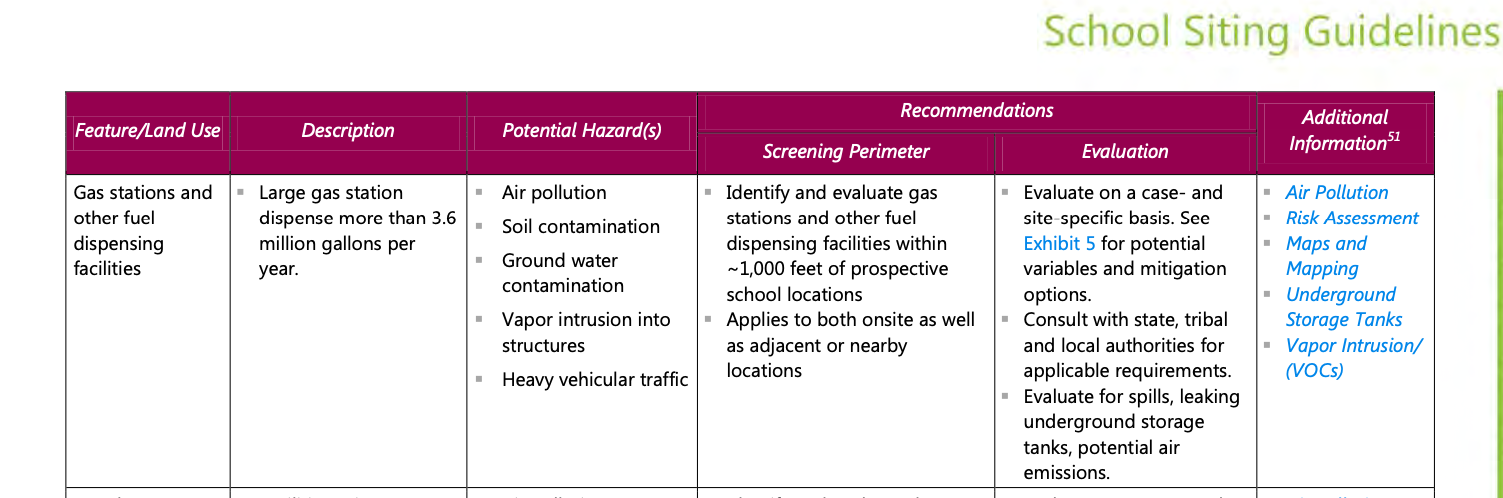 School Siting Guidelines
Feature/Land Use
Description
Potential Hazard(s)
Recommendations
Screening Perimeter
Evaluation
Additional
Information51
Gas stations and
other fuel
dispensing
facilities
▪ Large gas station
dispense more than 3.6
million gallons per
year.
▪ Air pollution
▪ Soil contamination
▪ Ground water
contamination
▪ Vapor intrusion into
structures
▪ Heavy vehicular traffic
▪ Identify and evaluate gas
stations and other fuel
dispensing facilities within
~1,000 feet of prospective
school locations
▪ Applies to both onsite as well
as adjacent or nearby
locations
▪ Evaluate on a case- and
site-specific basis. See
Exhibit 5 for potential
variables and mitigation
options.
▪ Consult with state, tribal
and local authorities for
applicable requirements.
▪ Evaluate for spills, leaking
underground storage
tanks, potential air
emissions.
▪ Air Pollution
▪ Risk Assessment
▪ Maps and
Mapping
▪ Underground
Storage Tanks
▪ Vapor Intrusion/
(VOCs)